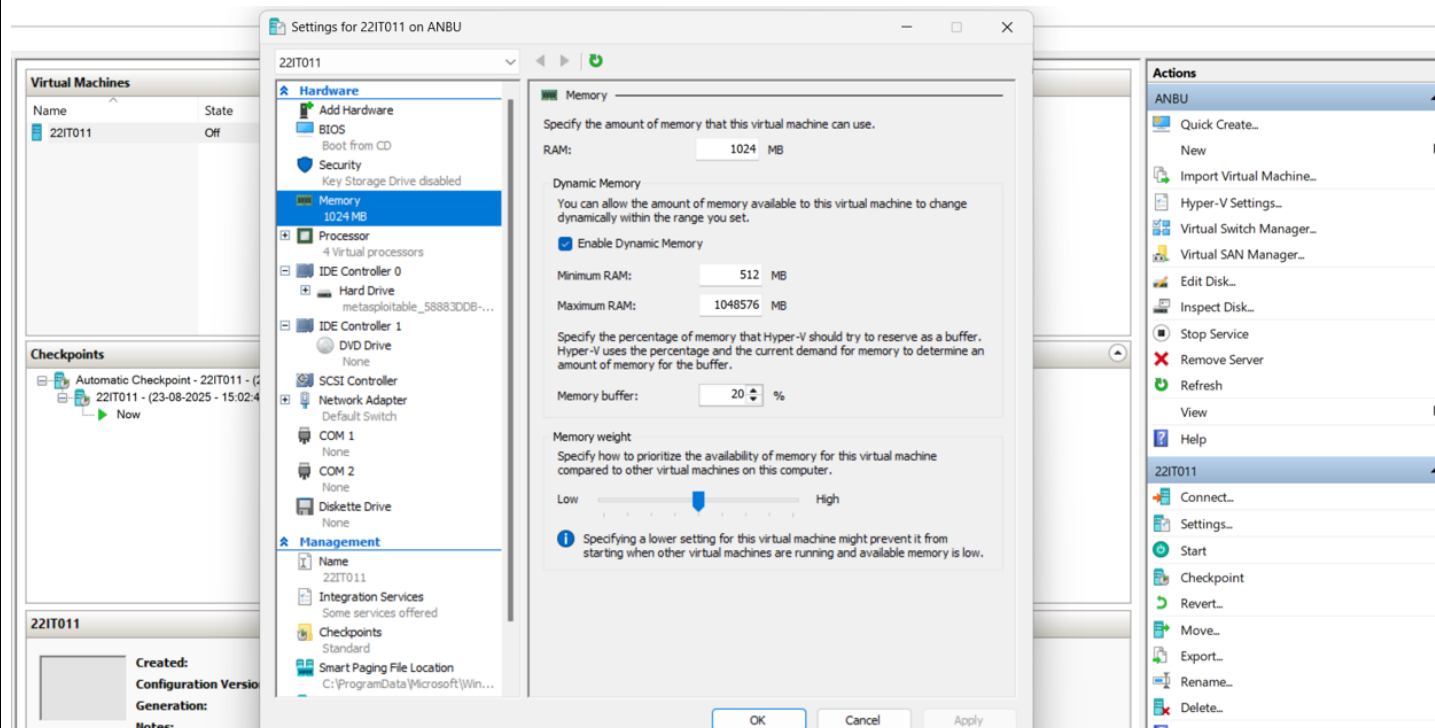 Settings for 22IT011 on ANBU
Virtual Machines
Name State
22IT011 Off
Checkpoints
Automatic Checkpoint - 22IT011 - (2
22IT011 - (23-08-2025 - 15:02:4
Now
22IT011
Created:
Configuration Versio
Generation:
Notes:
22IT011
Hardware
Add Hardware
BIOS
Boot from CD
Security
Key Storage Drive disabled
Memory
1024 MB
Processor
4 Virtual processors
IDE Controller 0
Hard Drive
metasploitable_58883DDB-...
IDE Controller 1
DVD Drive
None
SCSI Controller
Network Adapter
Default Switch
COM 1
None
COM 2
None
Diskette Drive
None
Management
Name
22IT011
Integration Services
Some services offered
Checkpoints
Standard
Smart Paging File Location
C:\ProgramData\Microsoft\Win...
Memory
Specify the amount of memory that this virtual machine can use.
RAM: 1024 MB
Dynamic Memory
You can allow the amount of memory available to this virtual machine to change
dynamically within the range you set.
Enable Dynamic Memory
Minimum RAM: 512 MB
Maximum RAM: 1048576 MB
Specify the percentage of memory that Hyper-V should try to reserve as a buffer.
Hyper-V uses the percentage and the current demand for memory to determine an
amount of memory for the buffer.
Memory buffer: 20 %
Memory weight
Specify how to prioritize the availability of memory for this virtual machine
compared to other virtual machines on this computer.
Low High
Specifying a lower setting for this virtual machine might prevent it from
starting when other virtual machines are running and available memory is low.
OK Cancel Apply
Actions
ANBU
Quick Create...
New
Import Virtual Machine...
Hyper-V Settings...
Virtual Switch Manager...
Virtual SAN Manager...
Edit Disk...
Inspect Disk...
Stop Service
Remove Server
Refresh
View
Help
22IT011
Connect...
Settings...
Start
Checkpoint
Revert...
Move...
Export...
Rename...
Delete...